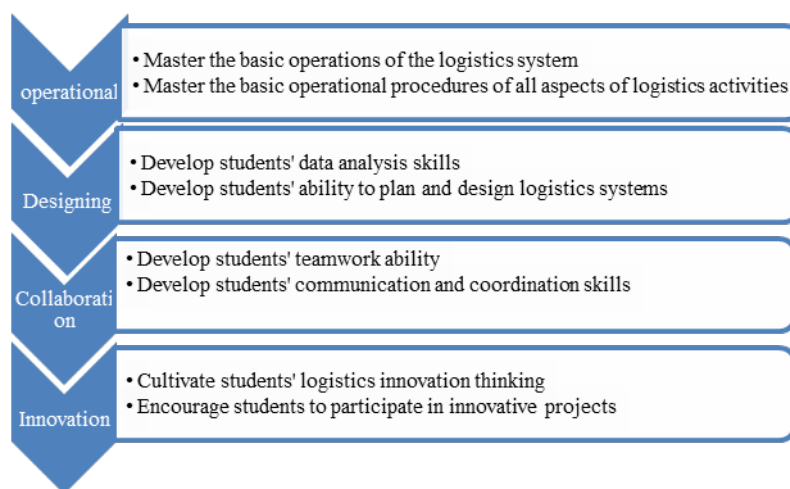 operational
• Master the basic operations of the logistics system
• Master the basic operational procedures of all aspects of logistics activities
Designing
• Develop students' data analysis skills
• Develop students' ability to plan and design logistics systems
Collaborati
on
• Develop students' teamwork ability
• Develop students' communication and coordination skills
Innovation
• Cultivate students' logistics innovation thinking
• Encourage students to participate in innovative projects